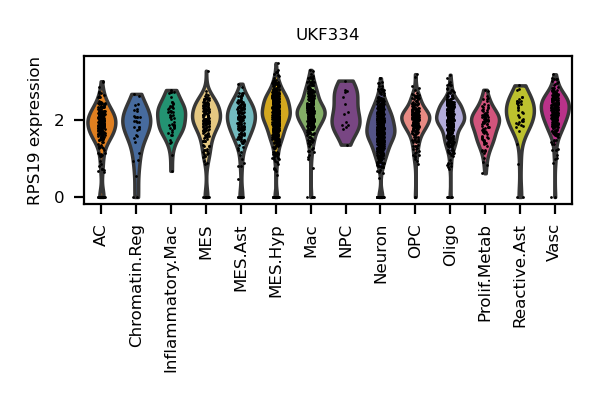 UKF334
RPS19 expression
2
0
AC
Chromatin.Reg
Inflammatory.Mac
MES
MES.Ast
MES.Hyp
Mac
NPC
Neuron
OPC
Oligo
Prolif.Metab
Reactive.Ast
Vasc